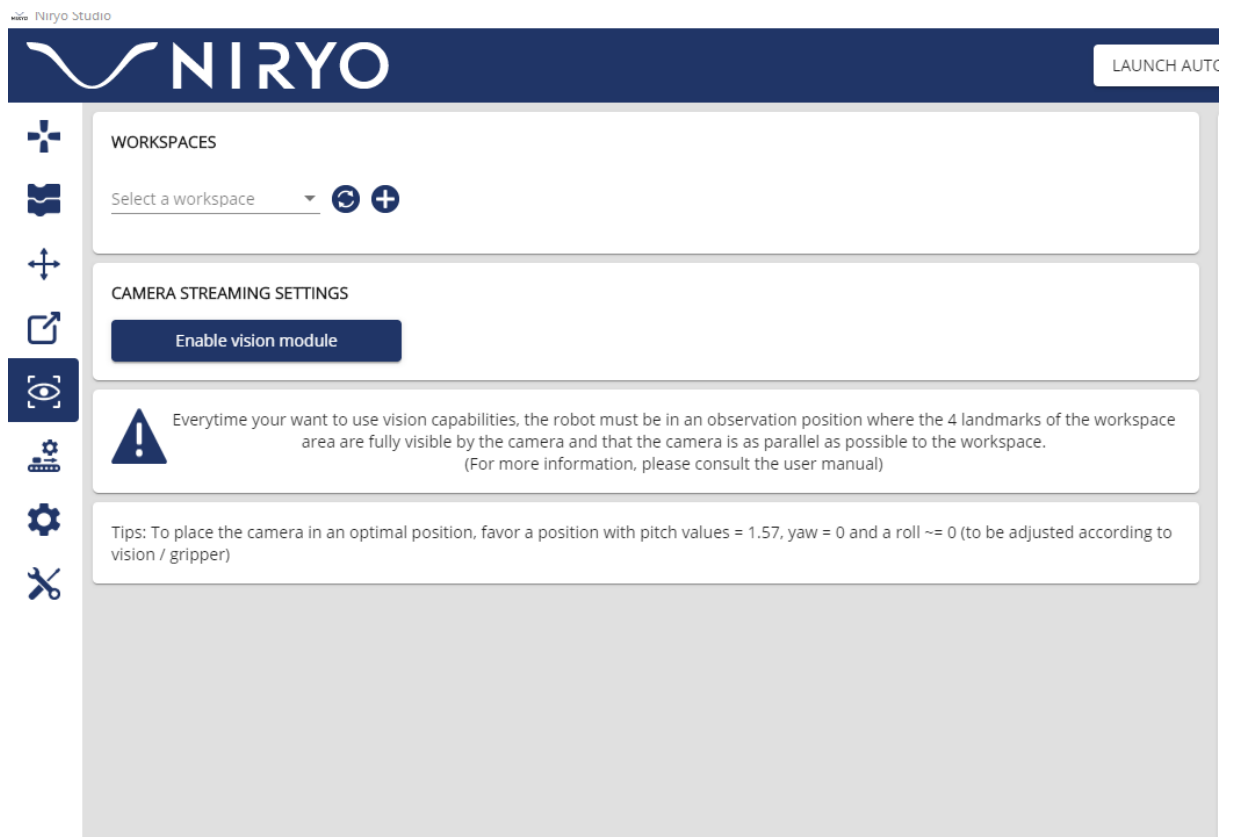 Niryo Studio
NIRYO
LAUNCH AUTO
WORKSPACES
Select a workspace
CAMERA STREAMING SETTINGS
Enable vision module
Everytime your want to use vision capabilities, the robot must be in an observation position where the 4 landmarks of the workspace
area are fully visible by the camera and that the camera is as parallel as possible to the workspace.
(For more information, please consult the user manual)
Tips: To place the camera in an optimal position, favor a position with pitch values = 1.57, yaw = 0 and a roll ~= 0 (to be adjusted according to
vision / gripper)